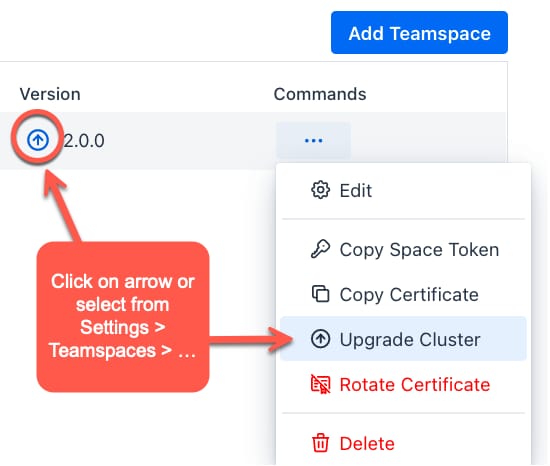 Add Teamspace
Version
Commands
2.0.0
...
Edit
Copy Space Token
Copy Certificate
Upgrade Cluster
Rotate Certificate
Delete
Click on arrow or
select from
Settings >
Teamspaces > ...